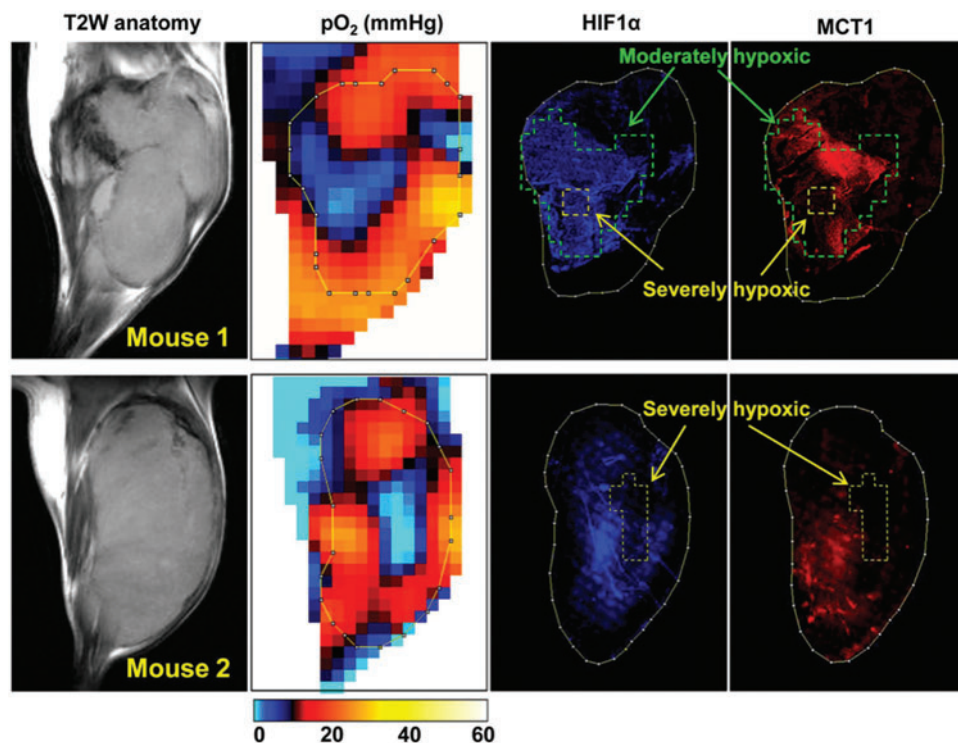 T2W anatomy pO₂ (mmHg) HIF1α MCT1
Moderately hypoxic
Severely hypoxic
Mouse 1
Severely hypoxic
Mouse 2
0 20 40 60